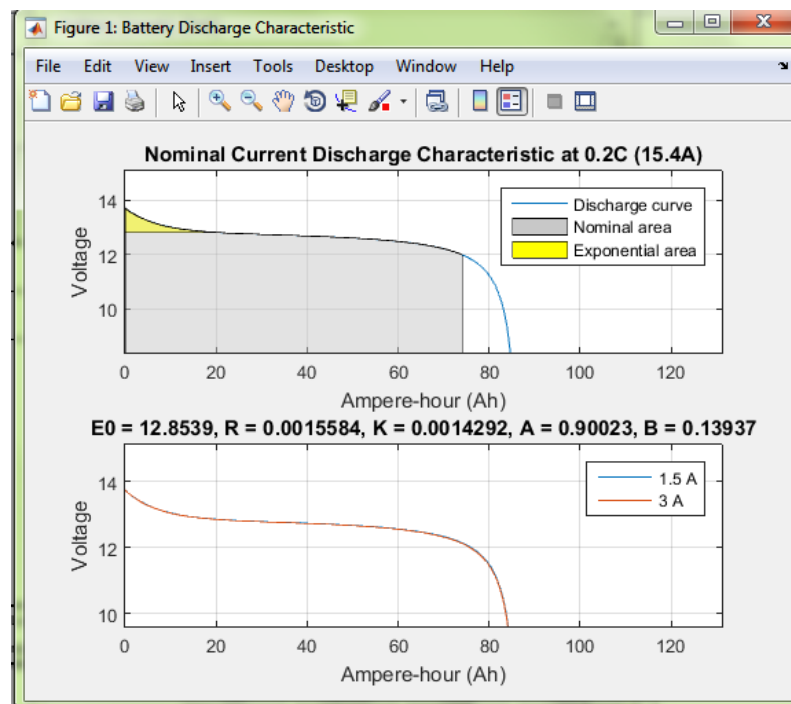 Figure 1: Battery Discharge Characteristic
File Edit View Insert Tools Desktop Window Help
Nominal Current Discharge Characteristic at 0.2C (15.4A)
14
12
10
Voltage
Discharge curve
Nominal area
Exponential area
0 20 40 60 80 100 120
Ampere-hour (Ah)
E0 = 12.8539, R = 0.0015584, K = 0.0014292, A = 0.90023, B = 0.13937
14
12
10
Voltage
1.5 A
3 A
0 20 40 60 80 100 120
Ampere-hour (Ah)